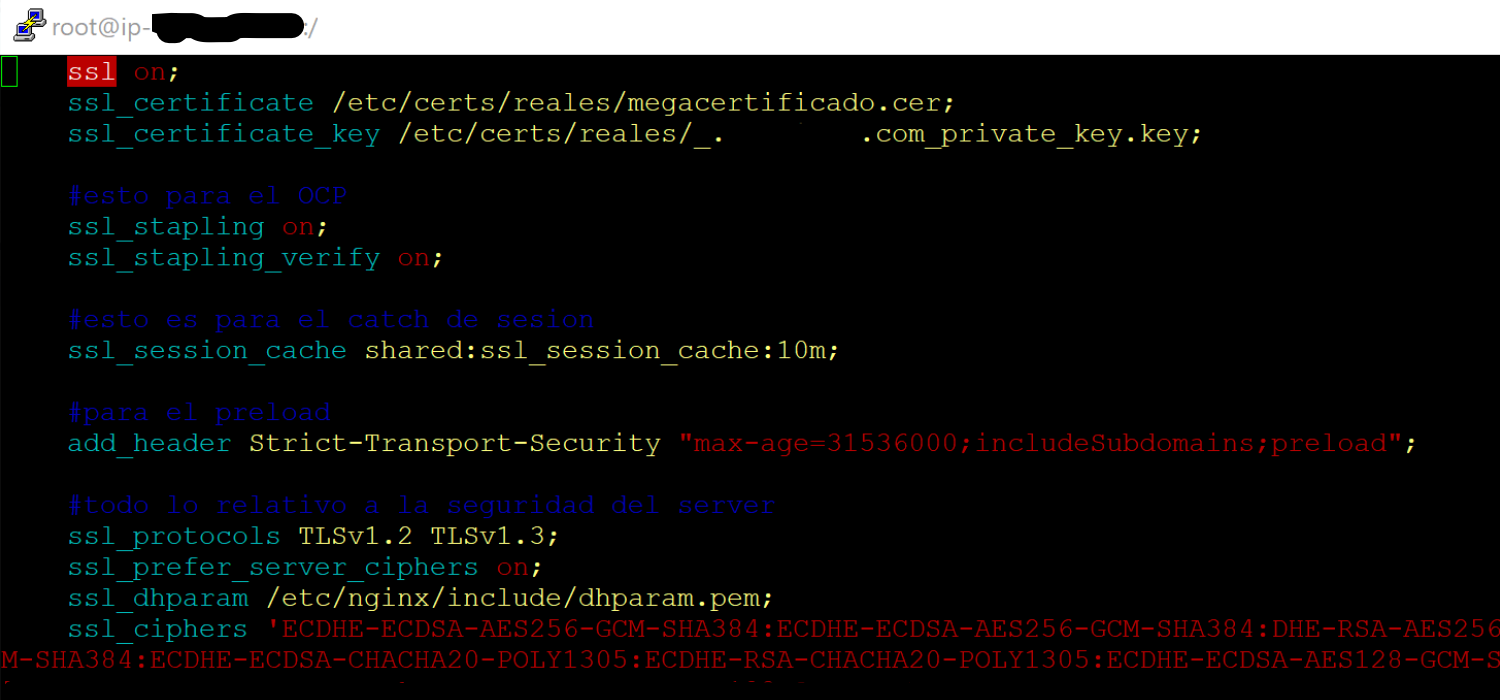 root@ip- :/
ssl on;
ssl_certificate /etc/certs/reales/megacertificado.cer;
ssl_certificate_key /etc/certs/reales/_. .com_private_key.key;
#esto para el OCP
ssl_stapling on;
ssl_stapling_verify on;
#esto es para el catch de sesion
ssl_session_cache shared:ssl_session_cache:10m;
#para el preload
add_header Strict-Transport-Security "max-age=31536000;includeSubdomains;preload";
#todo lo relativo a la seguridad del server
ssl_protocols TLSv1.2 TLSv1.3;
ssl_prefer_server_ciphers on;
ssl_dhparam /etc/nginx/include/dhparam.pem;
ssl_ciphers 'ECDHE-ECDSA-AES256-GCM-SHA384:ECDHE-ECDSA-AES256-GCM-SHA384:DHE-RSA-AES256
M-SHA384:ECDHE-ECDSA-CHACHA20-POLY1305:ECDHE-RSA-CHACHA20-POLY1305:ECDHE-ECDSA-AES128-GCM-S